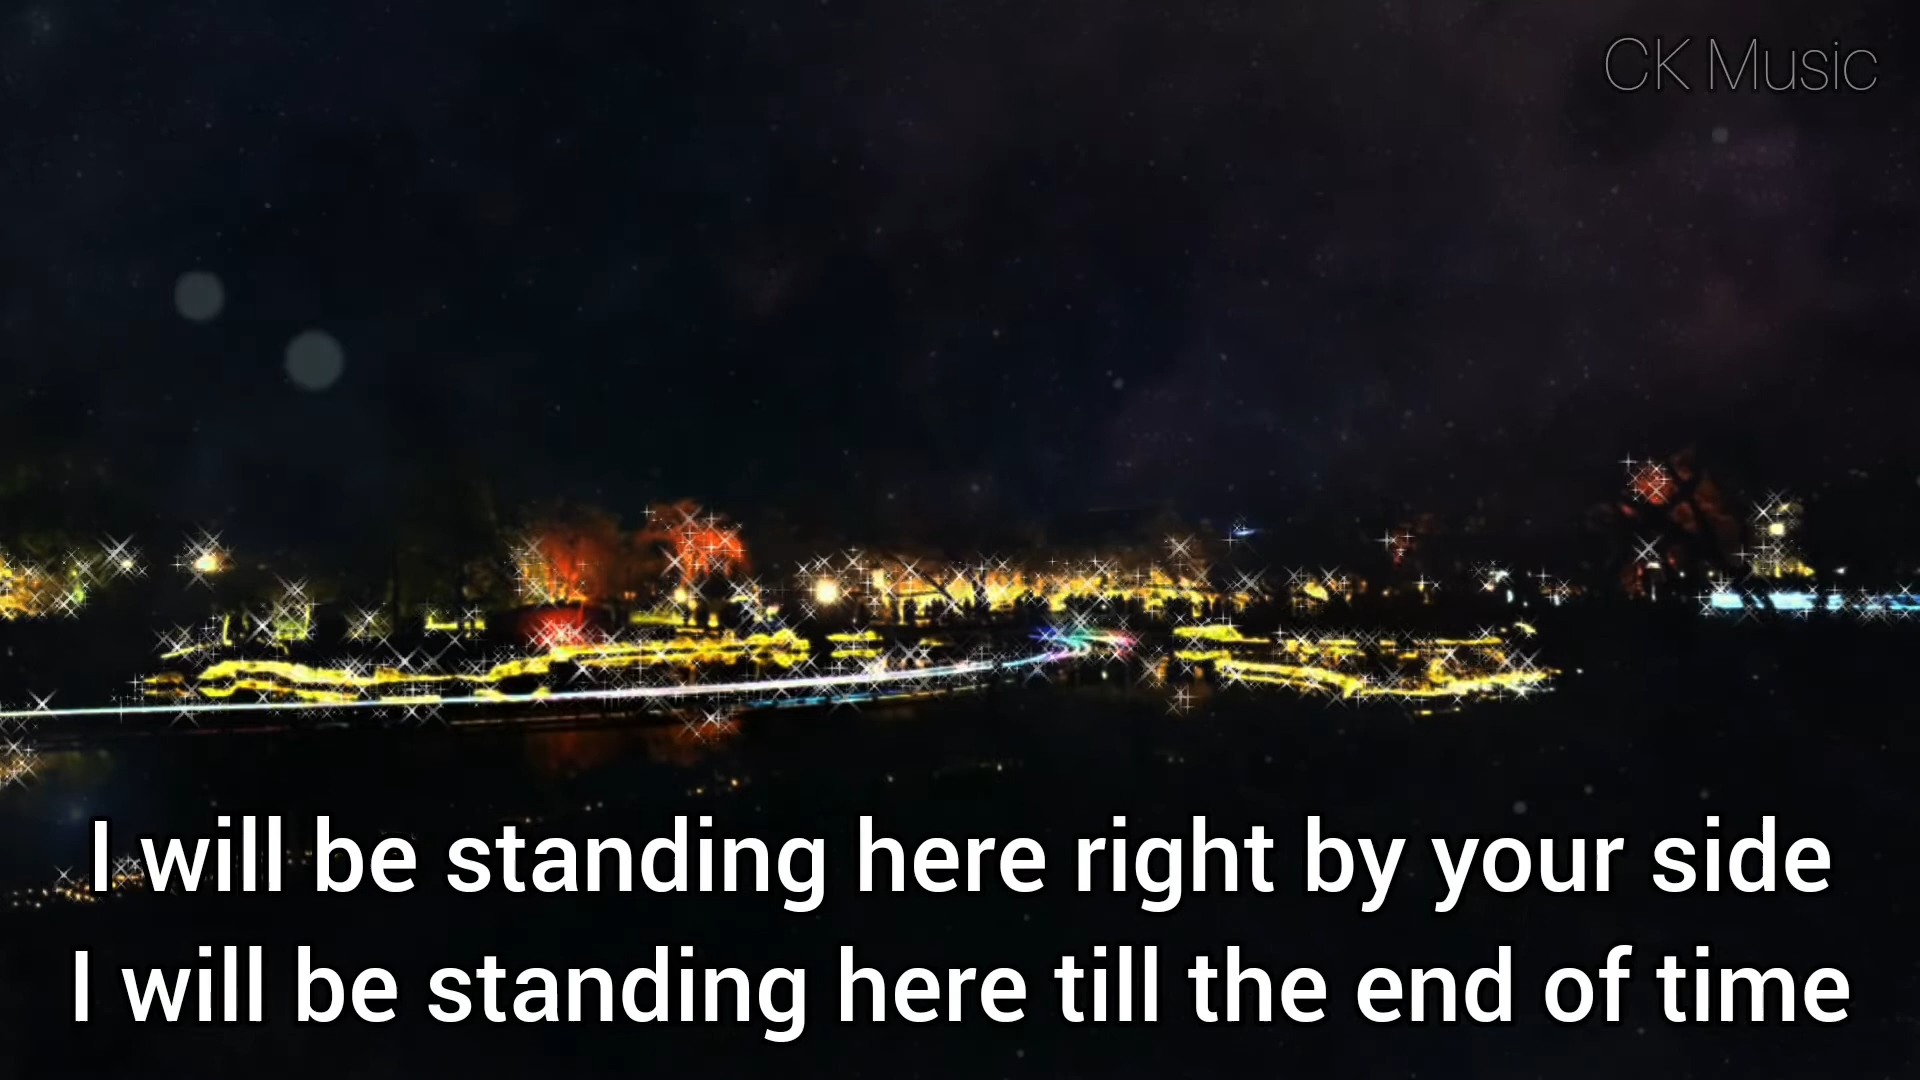 CK Music
I will be standing here right by your side
I will be standing here till the end of time